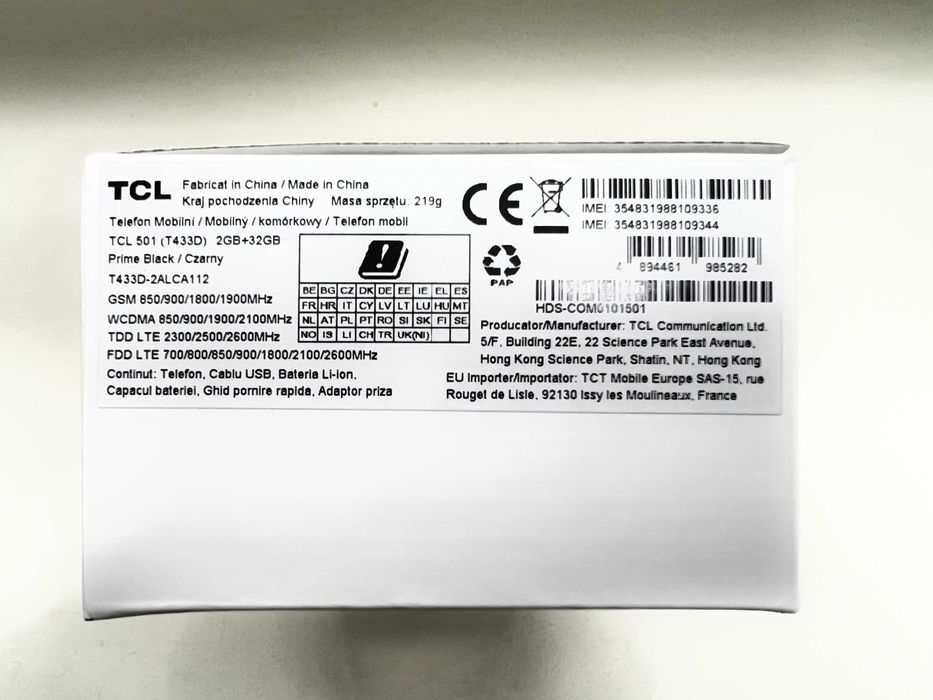 TCL
Fabricat in China / Made in China
Kraj pochodzenia Chiny Masa sprzętu: 219g
Telefon Mobilni / Mobilný / komórkowy / Telefon mobil
TCL 501 (T433D) 2GB+32GB
Prime Black / Czarny
T433D-2ALCA112
GSM 850/900/1800/1900MHz
WCDMA 850/900/1900/2100MHz
TDD LTE 2300/2500/2600MHz
FDD LTE 700/800/850/900/1800/2100/2600MHz
Continut: Telefon, Cablu USB, Bateria Li-ion,
Capacul bateriei, Ghid pornire rapida, Adaptor priza
BE BG CZ DK DE EE IE EL ES
FR HR IT CY LV LT LU HU MT
NL AT PL PT RO SI SK FI SE
NO IS LI CH TR UK(NI)
CE
IMEI: 354831988109336
IMEI: 354831988109344
4 894461 985282
PAP
HDS-COM0101501
Producator/Manufacturer: TCL Communication Ltd.
5/F, Building 22E, 22 Science Park East Avenue,
Hong Kong Science Park, Shatin, NT, Hong Kong
EU Importer/Importator: TCT Mobile Europe SAS-15, rue
Rouget de Lisle, 92130 Issy les Moulineaux, France